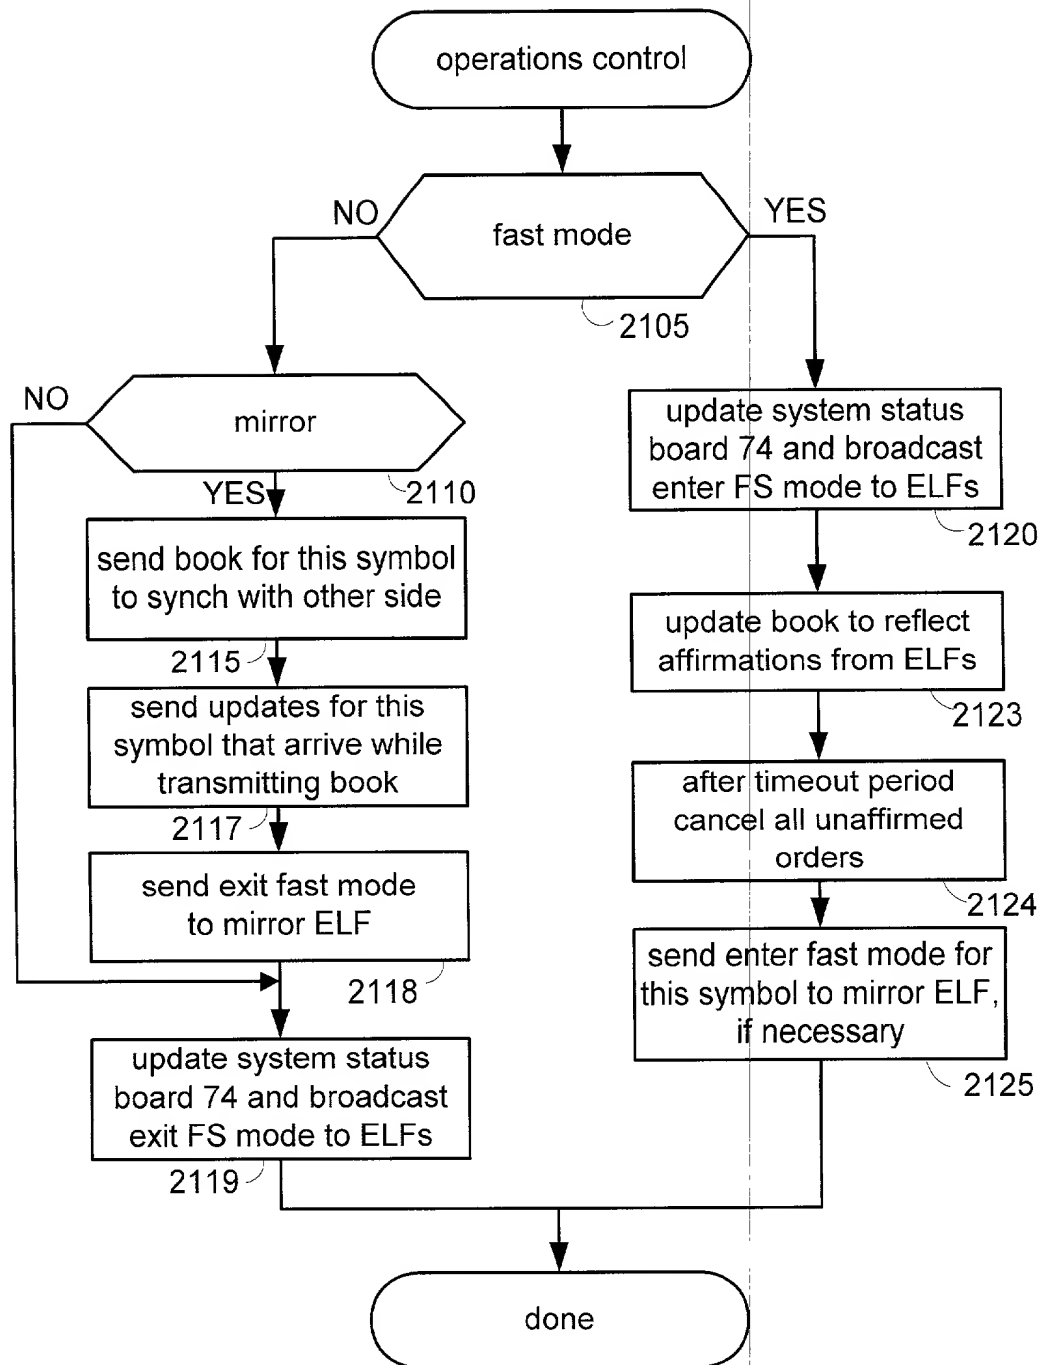 operations control
NO
YES
fast mode
2105
NO
mirror
YES
2110
send book for this symbol
to synch with other side
2115
send updates for this
symbol that arrive while
transmitting book
2117
send exit fast mode
to mirror ELF
2118
update system status
board 74 and broadcast
exit FS mode to ELFs
2119
update system status
board 74 and broadcast
enter FS mode to ELFs
2120
update book to reflect
affirmations from ELFs
2123
after timeout period
cancel all unaffirmed
orders
2124
send enter fast mode for
this symbol to mirror ELF,
if necessary
2125
done